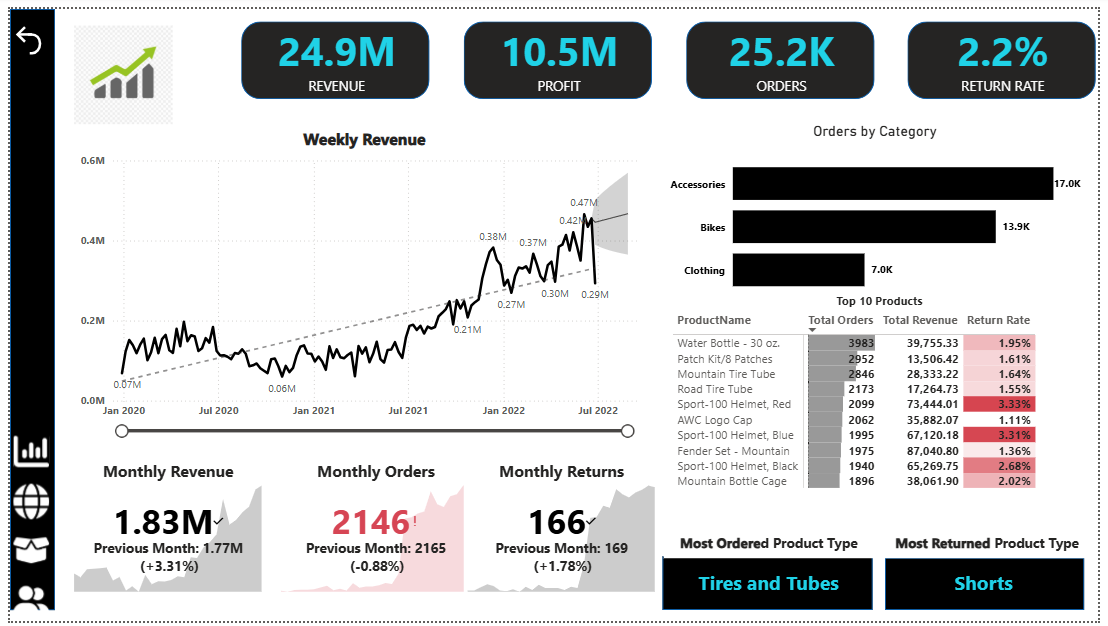 24.9M
REVENUE
10.5M
PROFIT
25.2K
ORDERS
2.2%
RETURN RATE
Weekly Revenue
0.6M
0.4M
0.2M
0.0M
0.07M
0.06M
0.21M
0.38M
0.27M
0.37M
0.30M
0.42M
0.47M
0.29M
Jan 2020
Jul 2020
Jan 2021
Jul 2021
Jan 2022
Jul 2022
Orders by Category
Accessories 17.0K
Bikes 13.9K
Clothing 7.0K
Top 10 Products
ProductName Total Orders Total Revenue Return Rate
Water Bottle - 30 oz. 3983 39,755.33 1.95%
Patch Kit/8 Patches 2952 13,506.42 1.61%
Mountain Tire Tube 2846 28,333.22 1.64%
Road Tire Tube 2173 17,264.73 1.55%
Sport-100 Helmet, Red 2099 73,444.01 3.33%
AWC Logo Cap 2062 35,882.07 1.11%
Sport-100 Helmet, Blue 1995 67,120.18 3.31%
Fender Set - Mountain 1975 87,040.80 1.36%
Sport-100 Helmet, Black 1940 65,269.75 2.68%
Mountain Bottle Cage 1896 38,061.90 2.02%
Monthly Revenue
1.83M
Previous Month: 1.77M
(+3.31%)
Monthly Orders
2146!
Previous Month: 2165
(-0.88%)
Monthly Returns
166
Previous Month: 169
(+1.78%)
Most Ordered Product Type
Tires and Tubes
Most Returned Product Type
Shorts